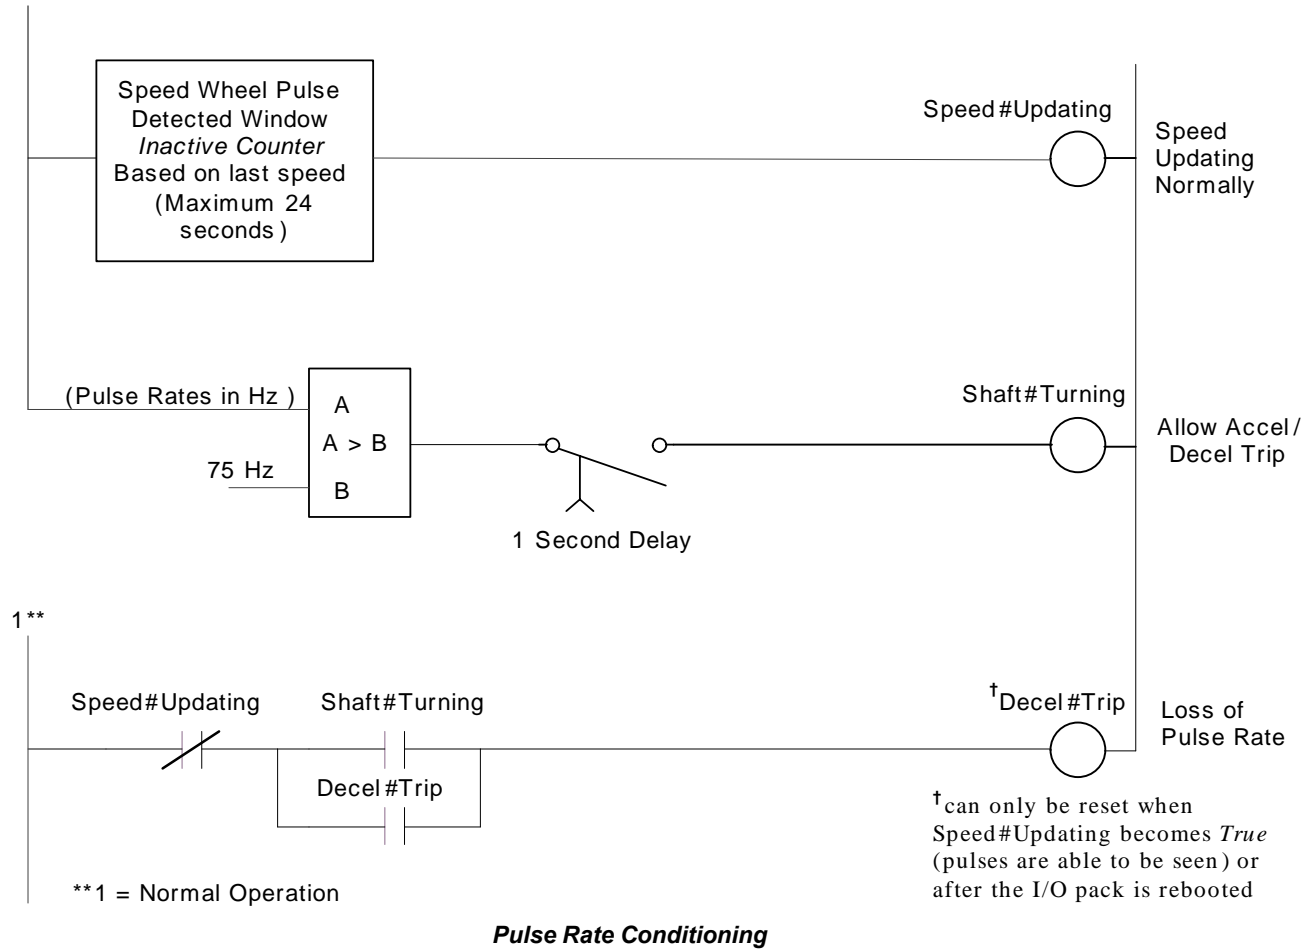 Speed Wheel Pulse
Detected Window
Inactive Counter
Based on last speed
(Maximum 24
seconds)
Speed#Updating
Speed
Updating
Normally
(Pulse Rates in Hz )
A
A > B
B
75 Hz
1 Second Delay
Shaft#Turning
Allow Accel/
Decel Trip
1**
Speed#Updating
Shaft#Turning
Decel#Trip
†Decel#Trip
Loss of
Pulse Rate
†can only be reset when
Speed#Updating becomes True
(pulses are able to be seen) or
after the I/O pack is rebooted
**1 = Normal Operation
Pulse Rate Conditioning